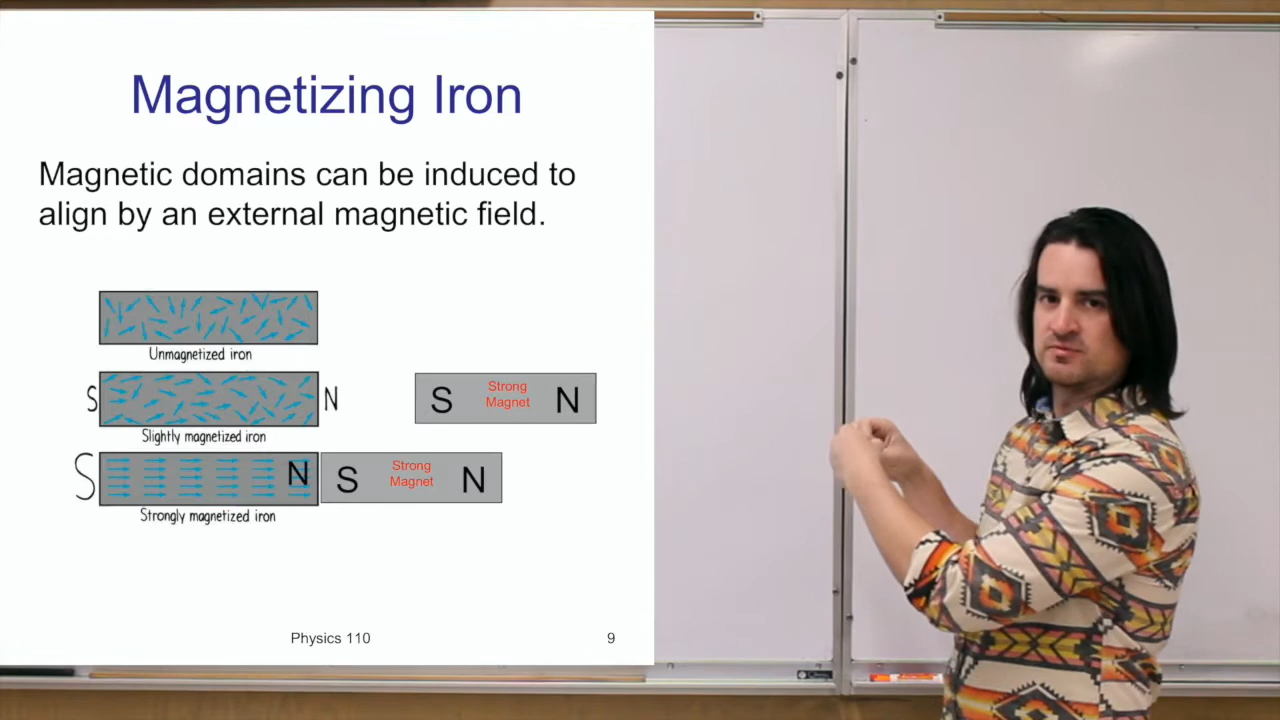 Magnetizing Iron
Magnetic domains can be induced to
align by an external magnetic field.
Unmagnetized iron
S N S Strong Magnet N
Slightly magnetized iron
S N S Strong Magnet N
Strongly magnetized iron
Physics 110 9